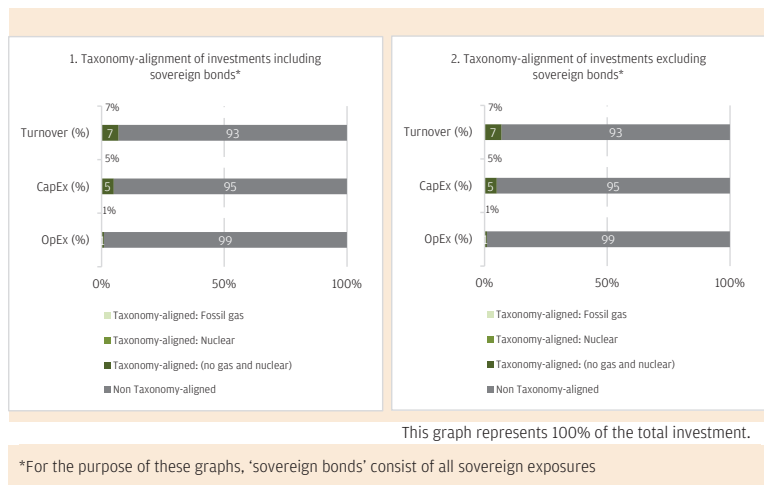 1. Taxonomy-alignment of investments including
sovereign bonds*
7%
Turnover (%)
7
93
5%
CapEx (%)
5
95
1%
OpEx (%)
1
99
0%
50%
100%
Taxonomy-aligned: Fossil gas
Taxonomy-aligned: Nuclear
Taxonomy-aligned: (no gas and nuclear)
Non Taxonomy-aligned
2. Taxonomy-alignment of investments excluding
sovereign bonds*
7%
Turnover (%)
7
93
5%
CapEx (%)
5
95
1%
OpEx (%)
1
99
0%
50%
100%
Taxonomy-aligned: Fossil gas
Taxonomy-aligned: Nuclear
Taxonomy-aligned: (no gas and nuclear)
Non Taxonomy-aligned
This graph represents 100% of the total investment.
*For the purpose of these graphs, ‘sovereign bonds’ consist of all sovereign exposures